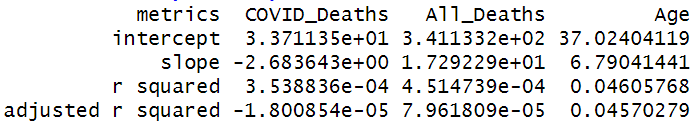 metrics COVID_Deaths All_Deaths Age
intercept 3.371135e+01 3.411332e+02 37.02404119
slope -2.683643e+00 1.729229e+01 6.79041441
r squared 3.538836e-04 4.514739e-04 0.04605768
adjusted r squared -1.800854e-05 7.961809e-05 0.04570279